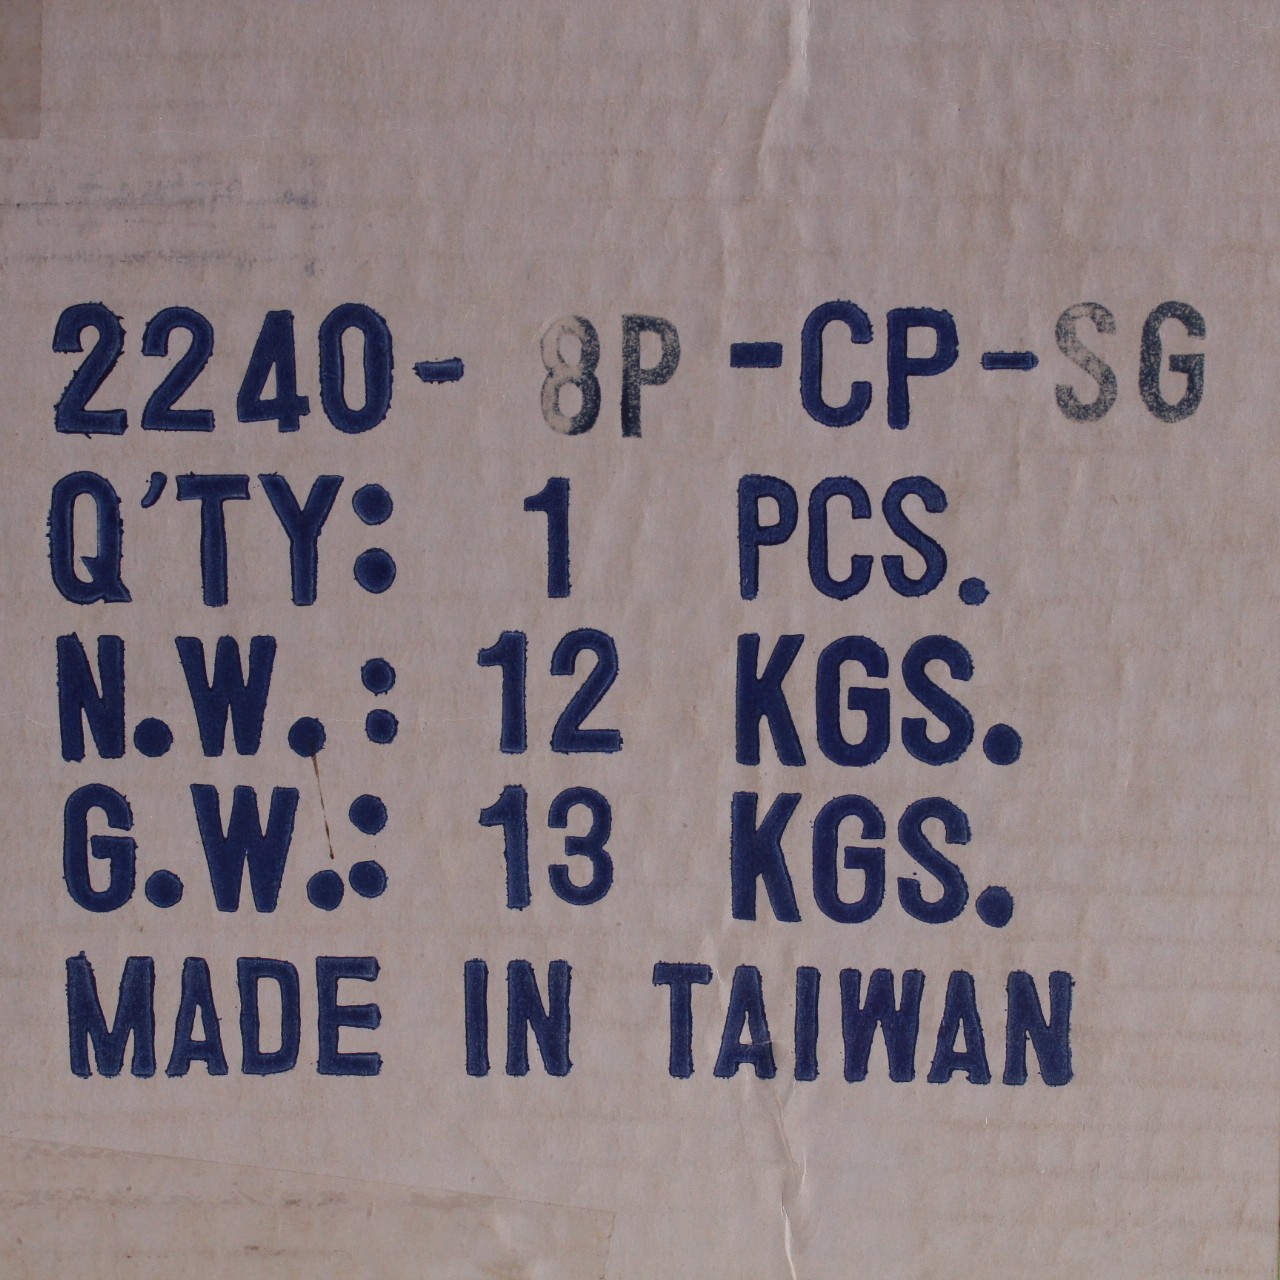 2240-8P-CP-SG
Q'TY: 1 PCS.
N.W.: 12 KGS.
G.W.: 13 KGS.
MADE IN TAIWAN